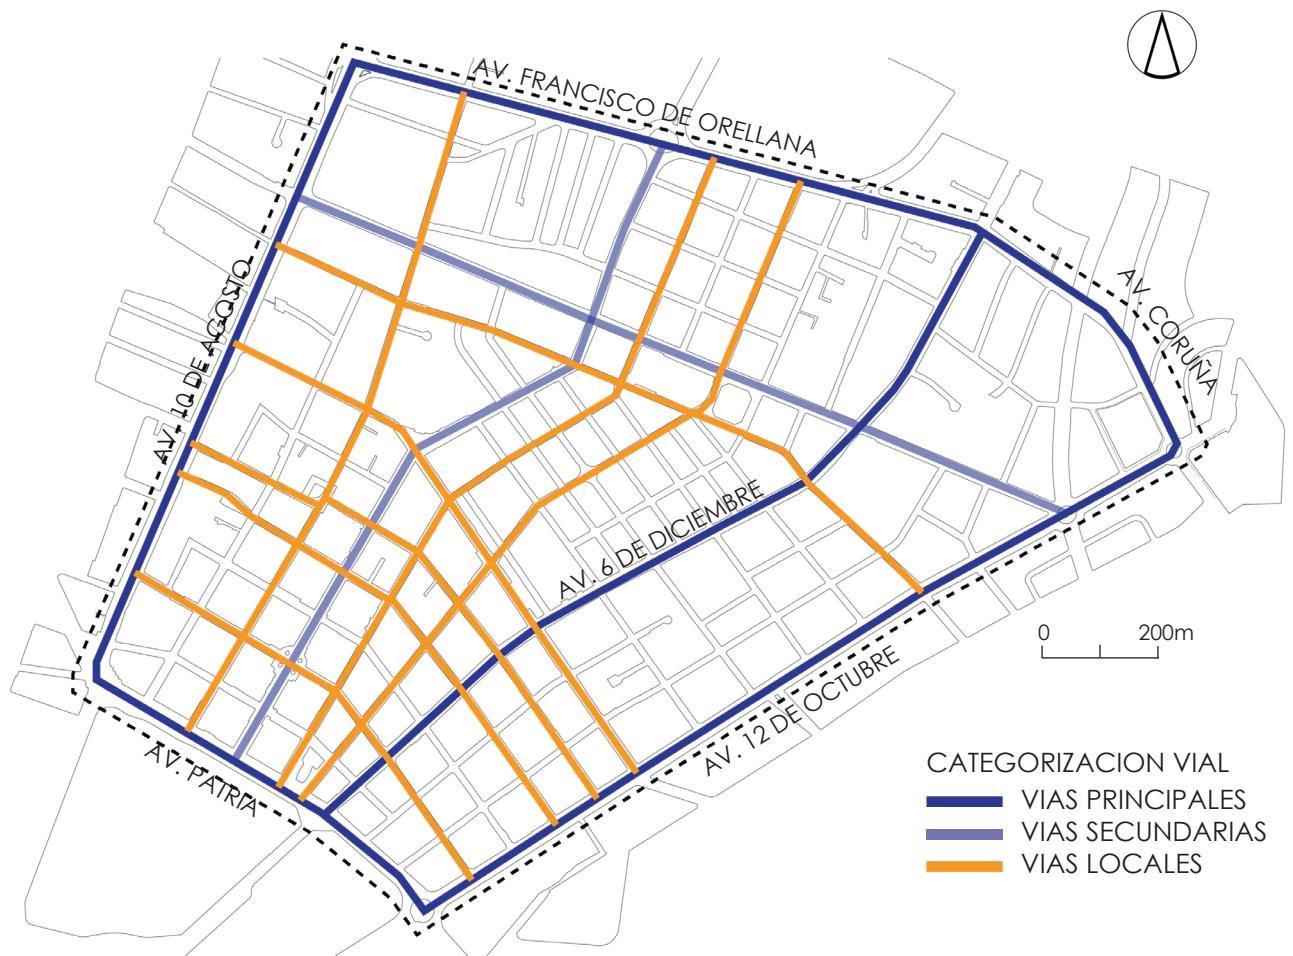 AV. FRANCISCO DE ORELLANA
AV. CORUÑA
AV. 10 DE AGOSTO
AV. 6 DE DICIEMBRE
0 200m
AV. 12 DE OCTUBRE
AV. PATRIA
CATEGORIZACION VIAL
VIAS PRINCIPALES
VIAS SECUNDARIAS
VIAS LOCALES